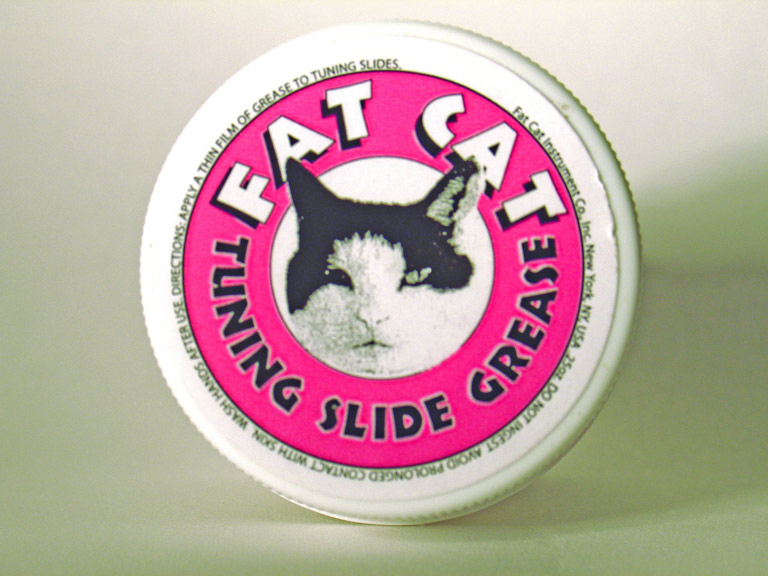 FAT CAT
TUNING SLIDE GREASE
DIRECTIONS: APPLY A THIN FILM OF GREASE TO TUNING SLIDES.
Fat Cat Instrument Co., Inc. New York, NY USA .25oz DO NOT INGEST. AVOID PROLONGED CONTACT WITH SKIN. WASH HANDS AFTER USE.